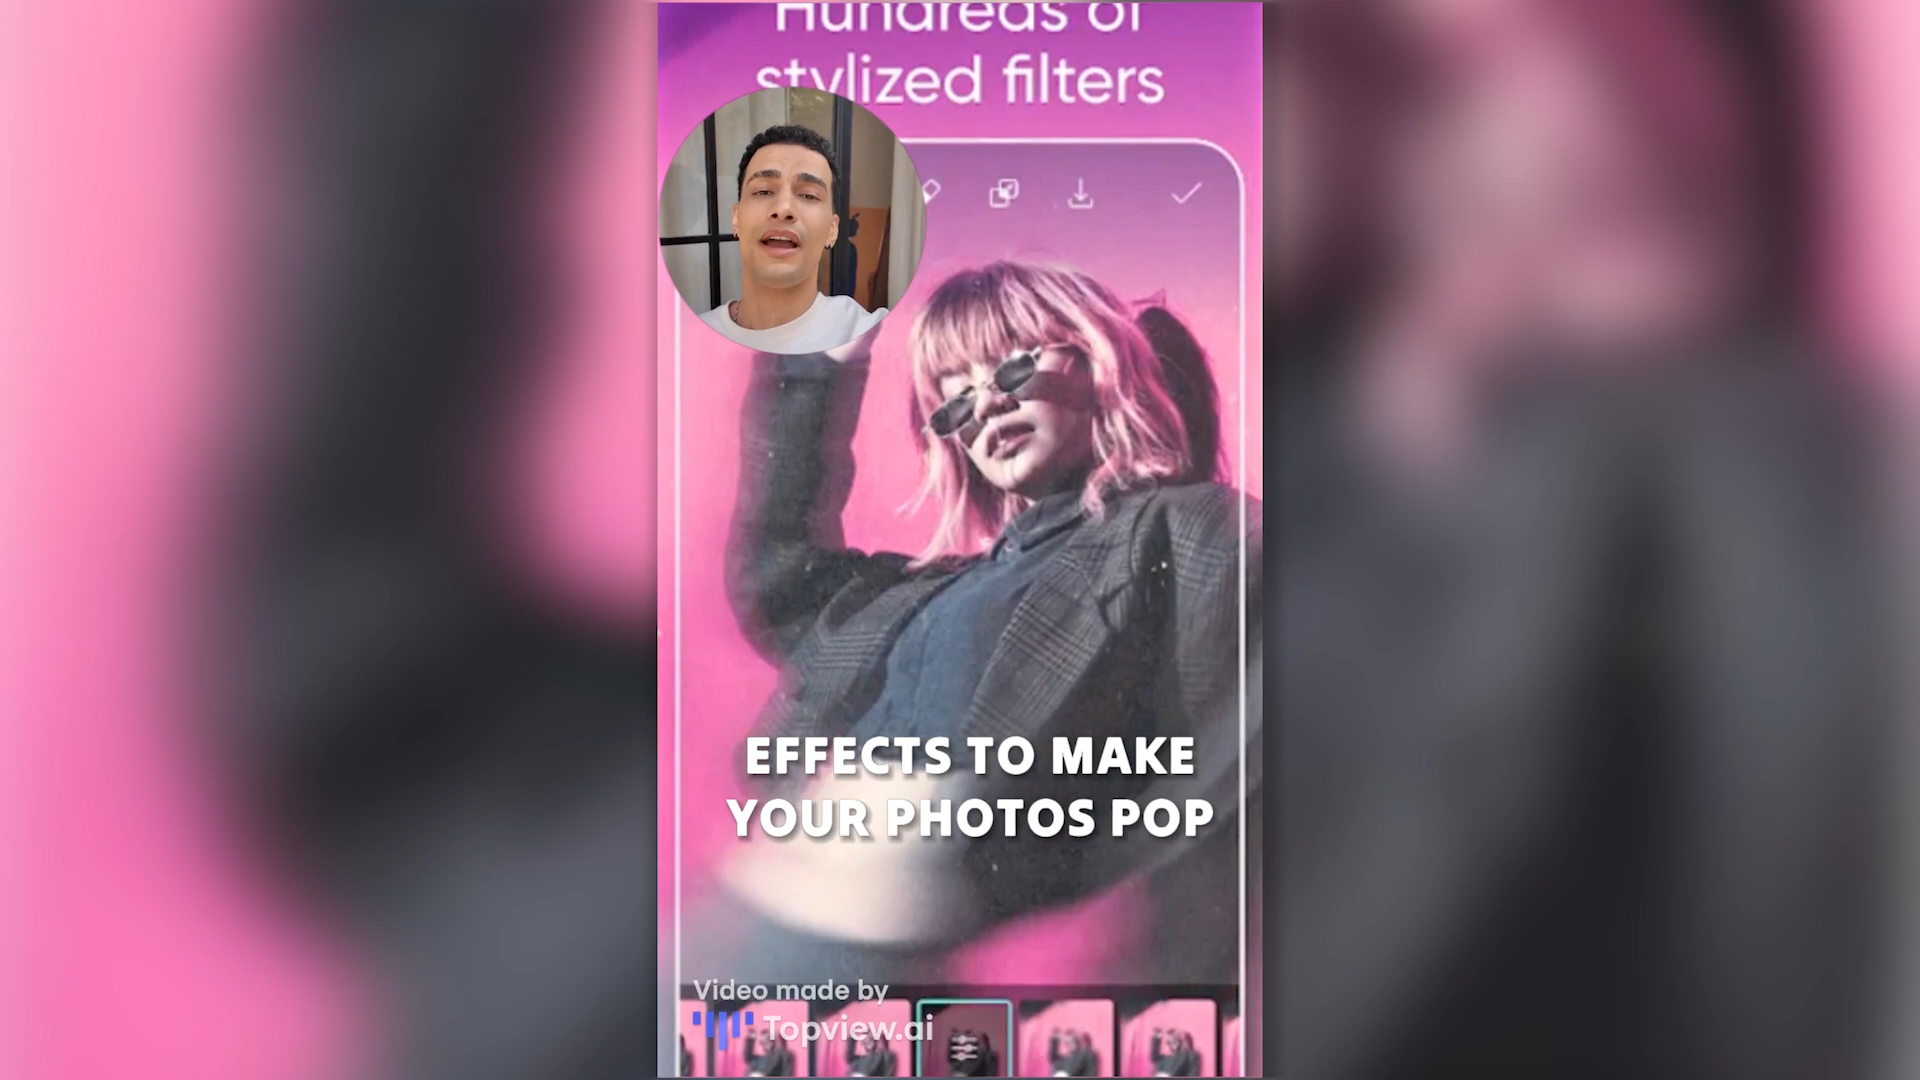 Hundreds of
stylized filters
EFFECTS TO MAKE
YOUR PHOTOS POP
Video made by
Topview.ai